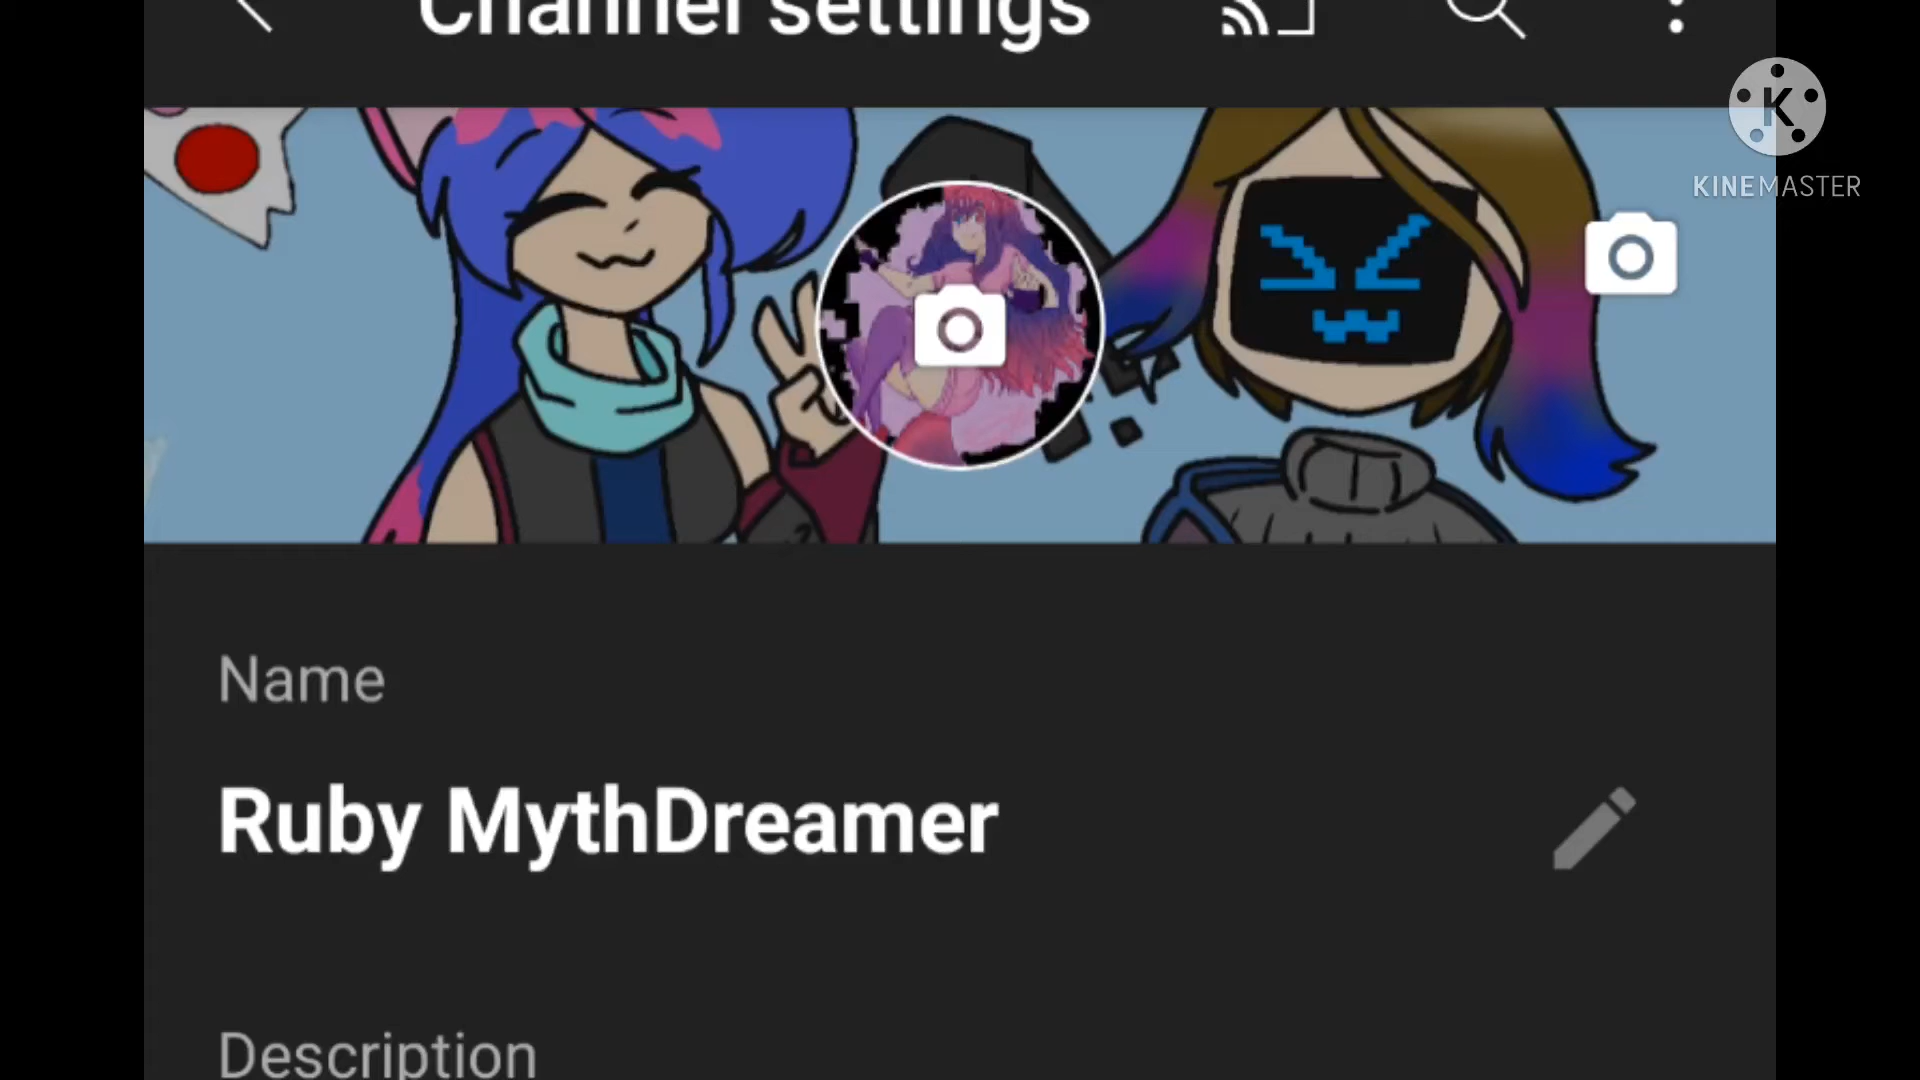 Channel settings
K
KINEMASTER
Name
Ruby MythDreamer
Description